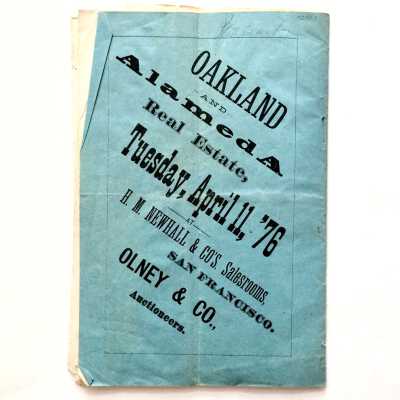 OAKLAND
AND
AlamedA
Real Estate,
Tuesday, April 11, '76
AT
H. M. NEWHALL & CO'S. Salesrooms,
SAN FRANCISCO.
OLNEY & CO.,
Auctioneers.